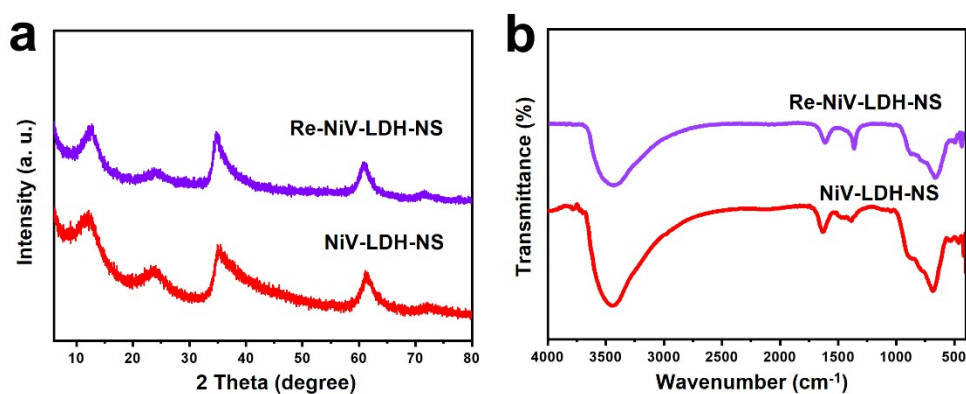 a
Intensity (a. u.)
Re-NiV-LDH-NS
NiV-LDH-NS
10 20 30 40 50 60 70 80
2 Theta (degree)
b
Transmittance (%)
Re-NiV-LDH-NS
NiV-LDH-NS
4000 3500 3000 2500 2000 1500 1000 500
Wavenumber (cm⁻¹)